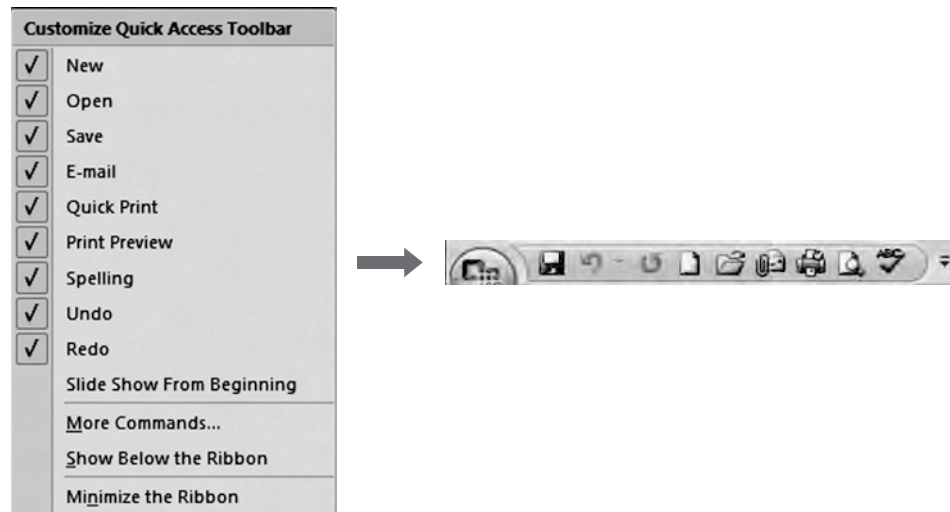 Customize Quick Access Toolbar
New
Open
Save
E-mail
Quick Print
Print Preview
Spelling
Undo
Redo
Slide Show From Beginning
More Commands...
Show Below the Ribbon
Minimize the Ribbon
ABC